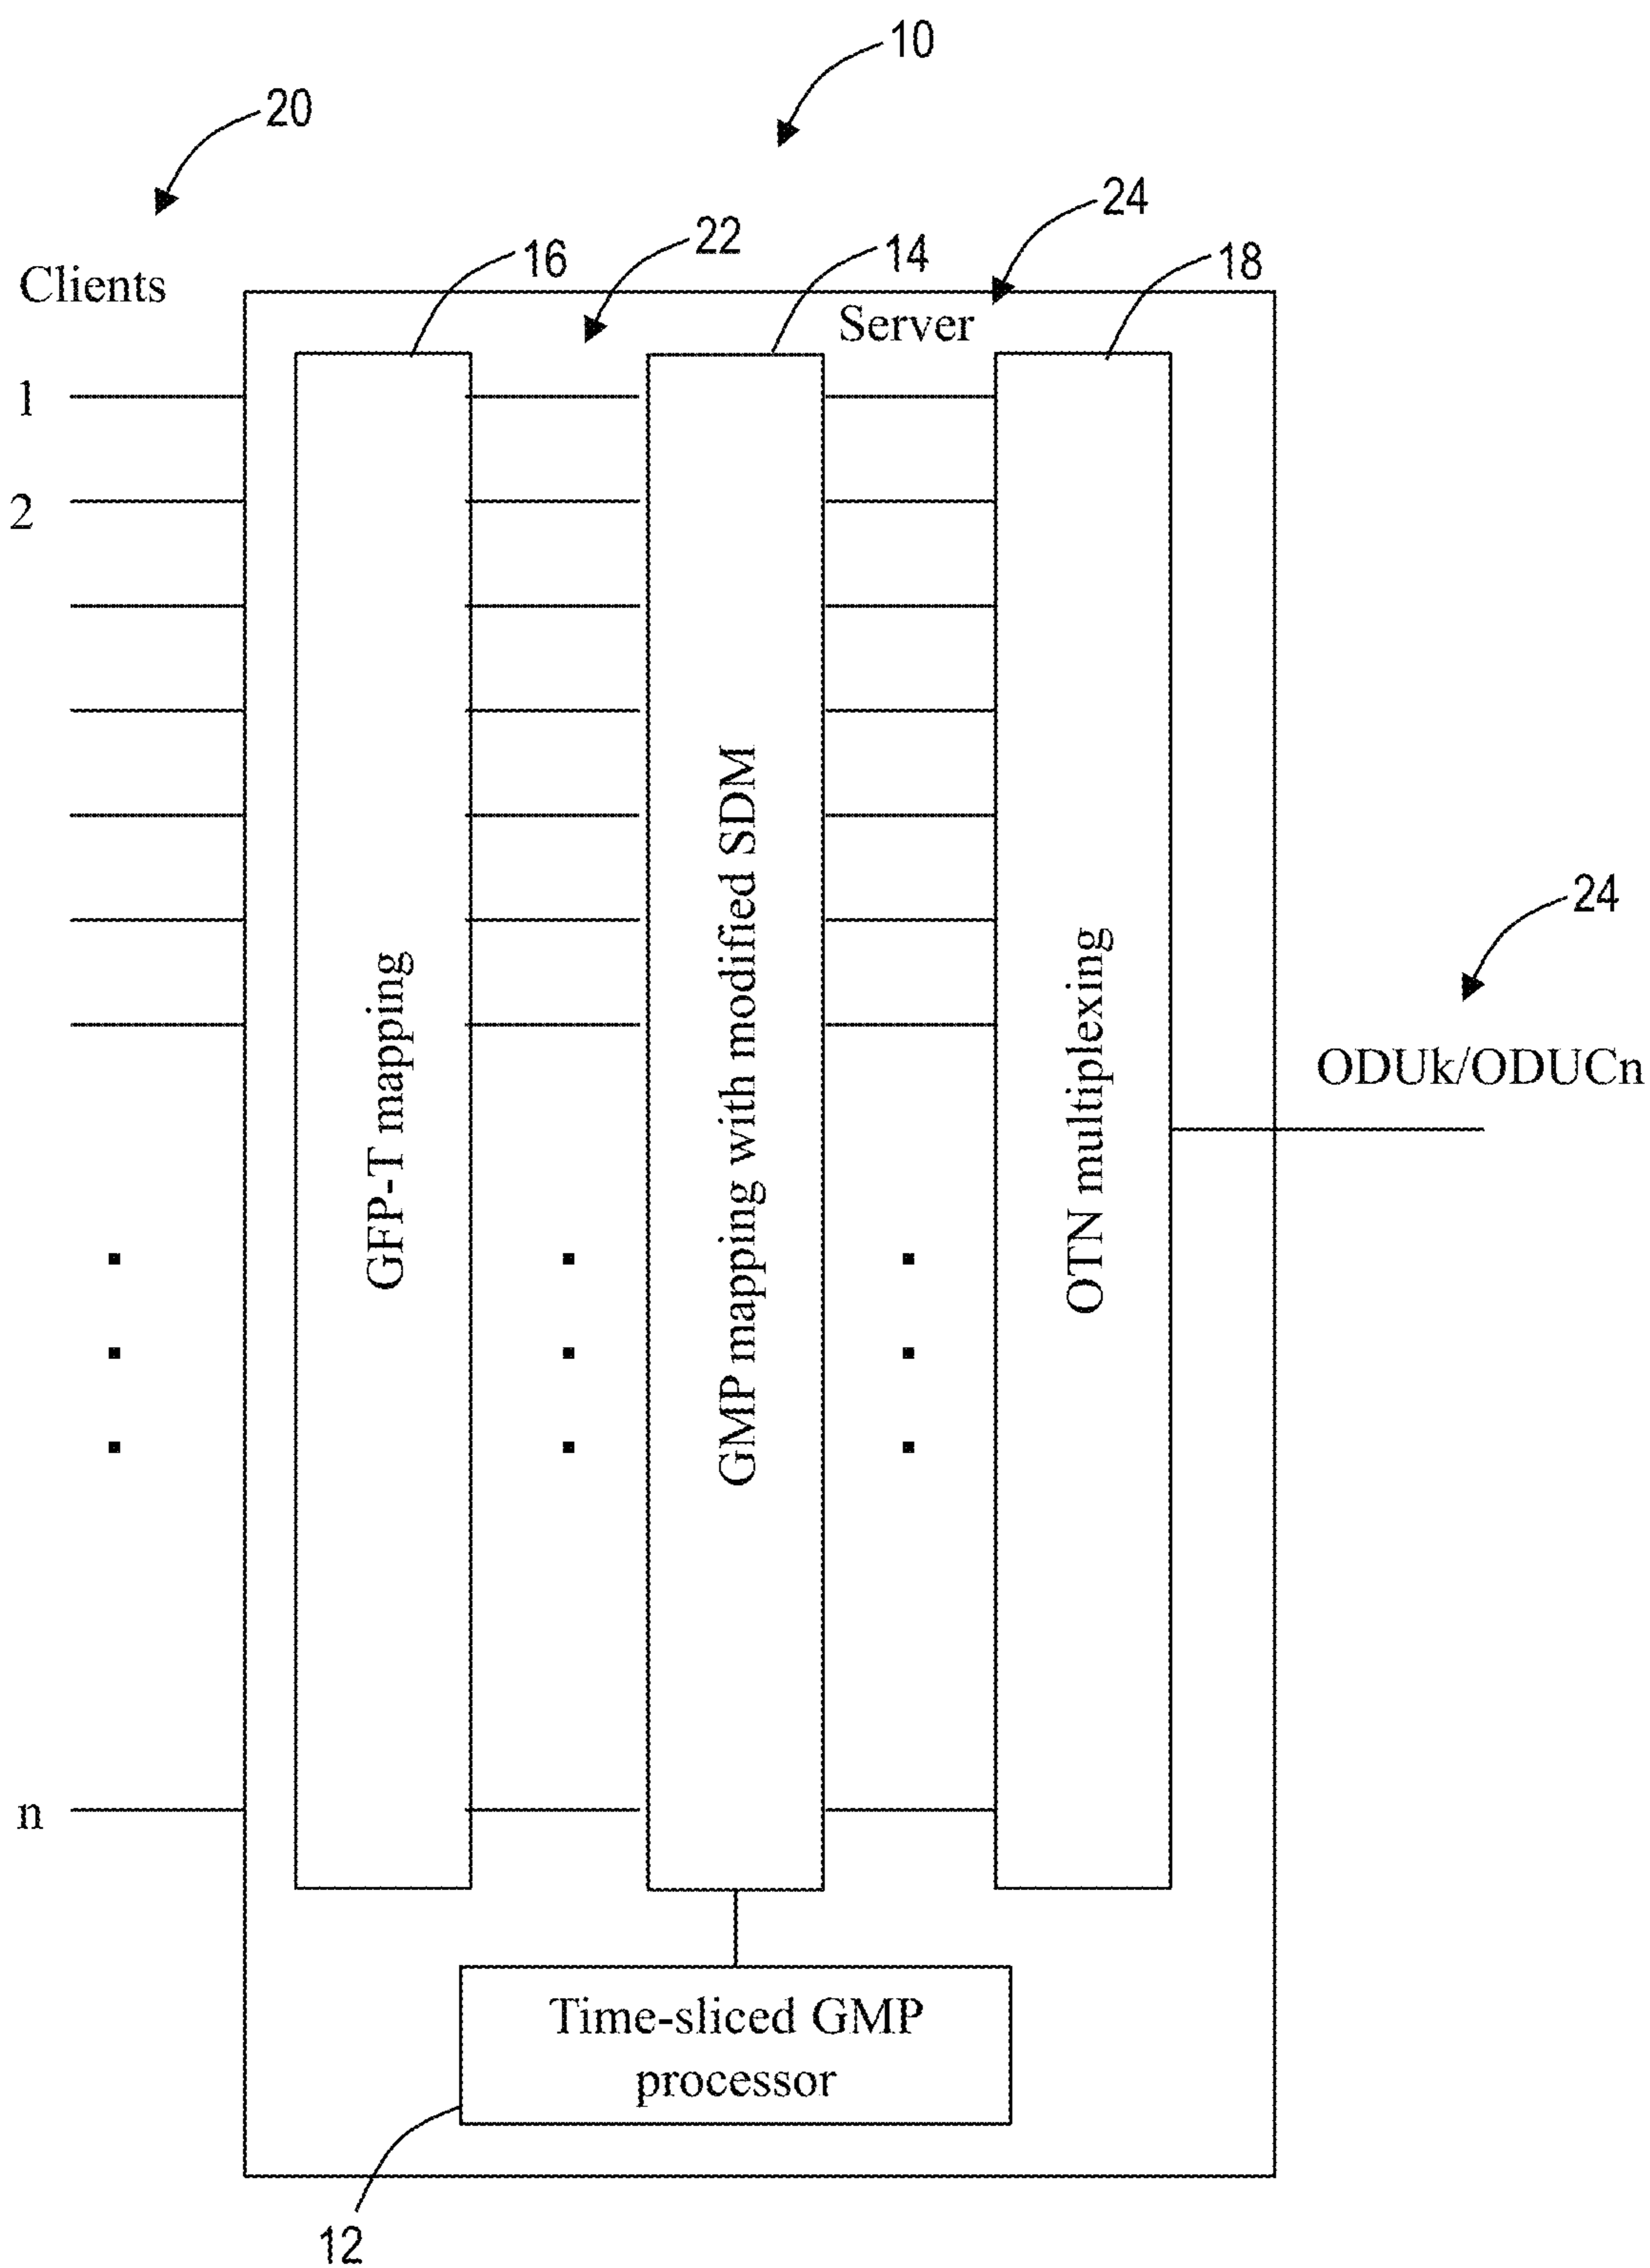 10
20
24
22
16
14
18
Clients
Server
1
2
GFP-T mapping
GMP mapping with modified SDM
OTN multiplexing
24
ODUk/ODUCn
n
Time-sliced GMP
processor
12